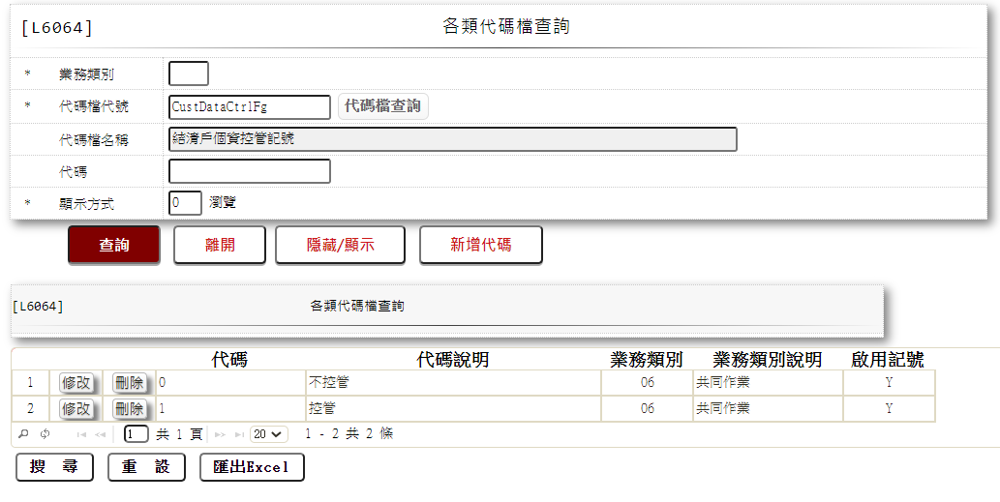 [L6064] 各類代碼檔查詢
* 業務類別
* 代碼檔代號 CustDataCtrlFg 代碼檔查詢
代碼檔名稱 結清戶個資控管記號
代碼
* 顯示方式 0 瀏覽
查詢 離開 隱藏/顯示 新增代碼
[L6064] 各類代碼檔查詢
代碼 代碼說明 業務類別 業務類別說明 啟用記號
1 修改 刪除 0 不控管 06 共同作業 Y
2 修改 刪除 1 控管 06 共同作業 Y
1 共 1 頁 20 1 - 2 共 2 條
搜 尋 重 設 匯出Excel